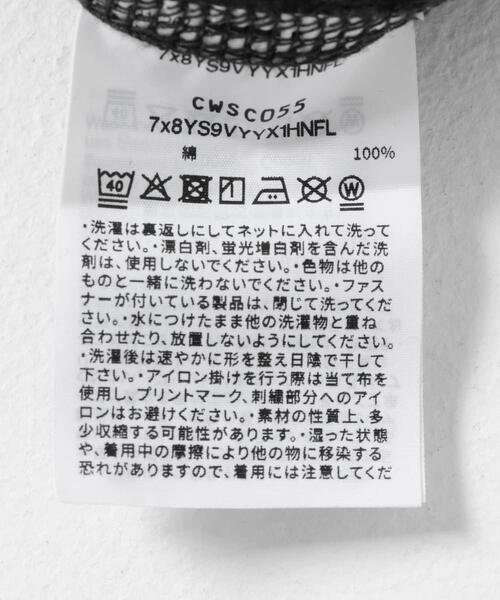 7x8YS9VYYX1HNFL
CWSC055
7x8YS9VYYX1HNFL
綿 100%
40 W
・洗濯は裏返しにしてネットに入れて洗って
ください。・漂白剤、蛍光増白剤を含んだ洗
剤は、使用しないでください。・色物は他の
ものと一緒に洗わないでください。・ファス
ナーが付いている製品は、閉じて洗ってくだ
さい。・水につけたまま他の洗濯物と重ね
合わせたり、放置しないようにしてください。
・洗濯後は速やかに形を整え日陰で干して
下さい。・アイロン掛けを行う際は当て布を
使用し、プリントマーク、刺繍部分へのアイ
ロンはお避けください。・素材の性質上、多
少収縮する可能性があります。・湿った状態
や、着用中の摩擦により他の物に移染する
恐れがありますので、着用には注意してくだ